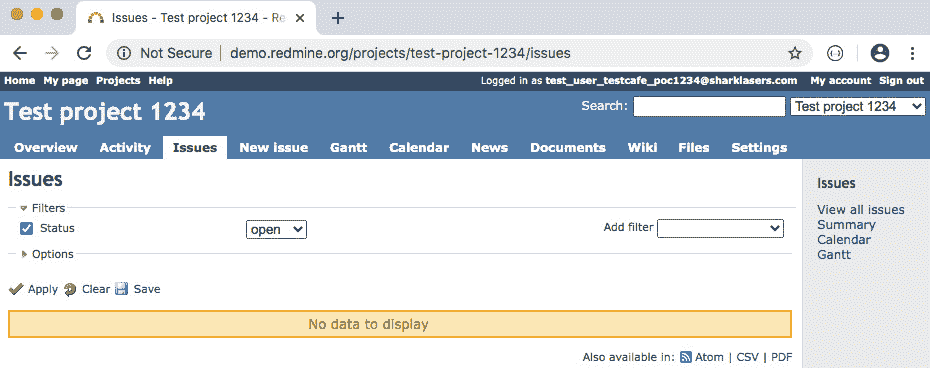 Issues - Test project 1234 - Re
Not Secure | demo.redmine.org/projects/test-project-1234/issues
Home My page Projects Help Logged in as test_user_testcafe_poc1234@sharklasers.com My account Sign out
Test project 1234 Search: Test project 1234
Overview Activity Issues New issue Gantt Calendar News Documents Wiki Files Settings
Issues
Filters
Status open Add filter
Options
Apply Clear Save
No data to display
Also available in: Atom | CSV | PDF
Issues
View all issues
Summary
Calendar
Gantt